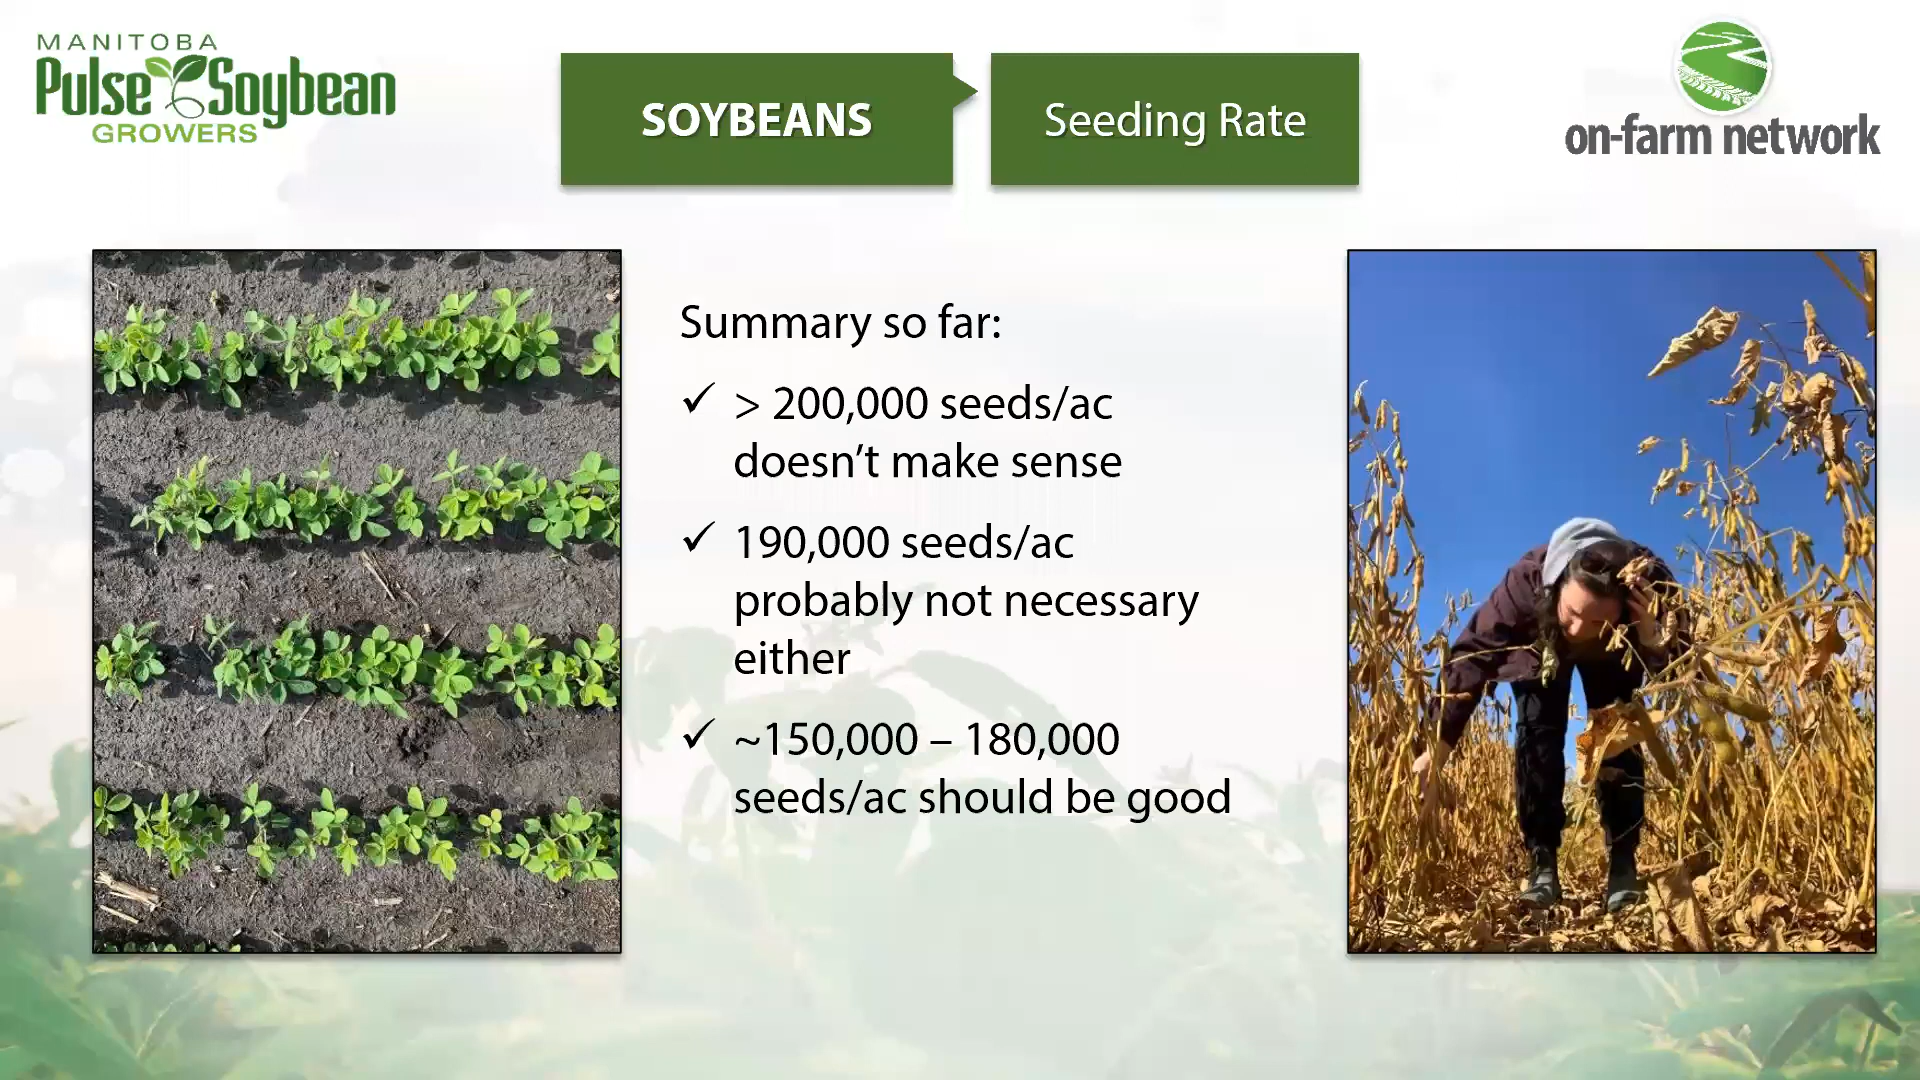 MANITOBA
Pulse Soybean
GROWERS
SOYBEANS
Seeding Rate
on-farm network
Summary so far:
✓ > 200,000 seeds/ac
doesn’t make sense
✓ 190,000 seeds/ac
probably not necessary
either
✓ ~150,000 – 180,000
seeds/ac should be good